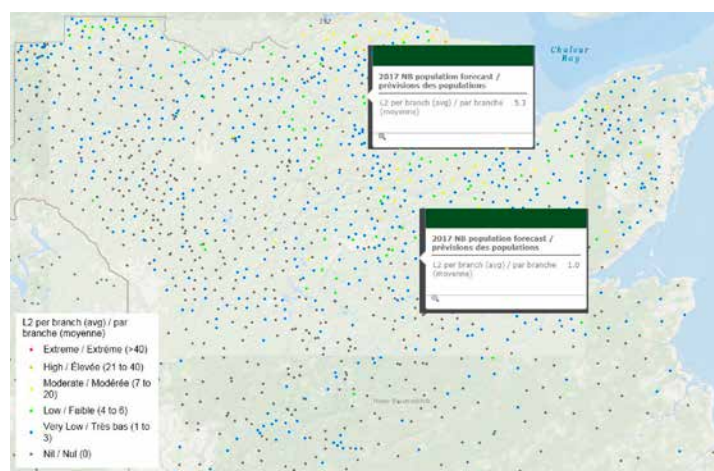 Chaleur
Bay
2017 NB population forecast /
prévisions des populations
L2 per branch (avg) / par branche 5.3
(moyenne)
2017 NB population forecast /
prévisions des populations
L2 per branch (avg) / par branche 1.0
(moyenne)
L2 per branch (avg) / par
branche (moyenne)
Extreme / Extrême (>40)
High / Élevée (21 to 40)
Moderate / Modérée (7 to
20)
Low / Faible (4 to 6)
Very Low / Très bas (1 to
3)
Nil / Nul (0)